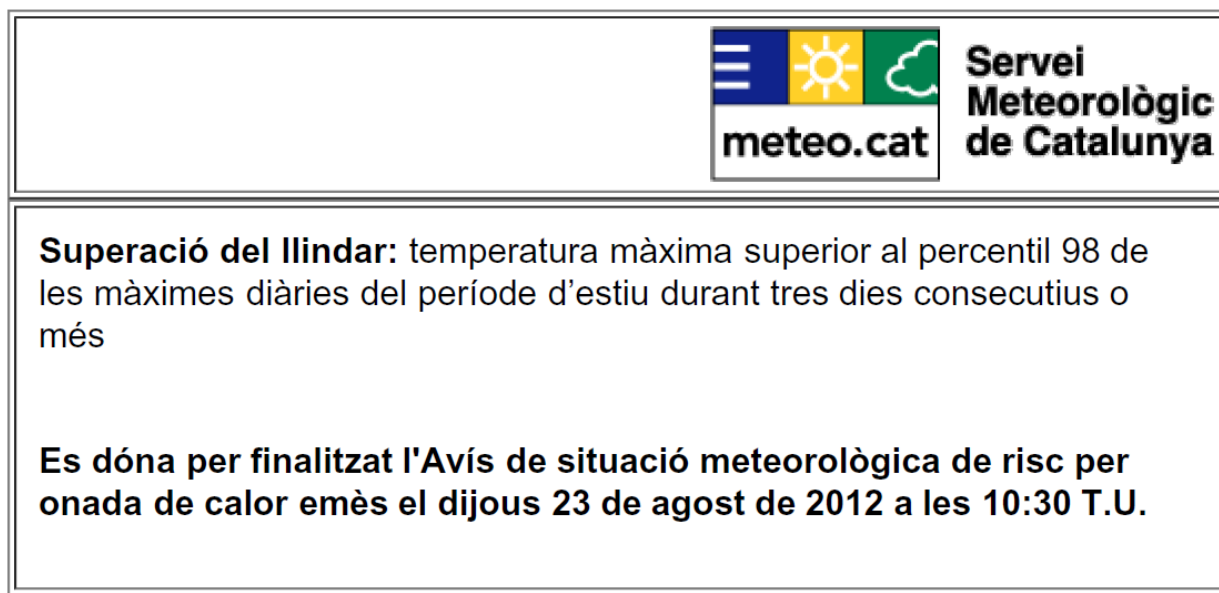 meteo.cat
Servei
Meteorològic
de Catalunya
Superació del llindar: temperatura màxima superior al percentil 98 de
les màximes diàries del període d’estiu durant tres dies consecutius o
més
Es dóna per finalitzat l'Avís de situació meteorològica de risc per
onada de calor emès el dijous 23 de agost de 2012 a les 10:30 T.U.